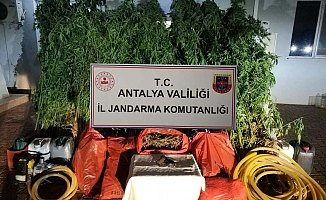 T.C.
ANTALYA VALİLİĞİ
İL JANDARMA KOMUTANLIĞI